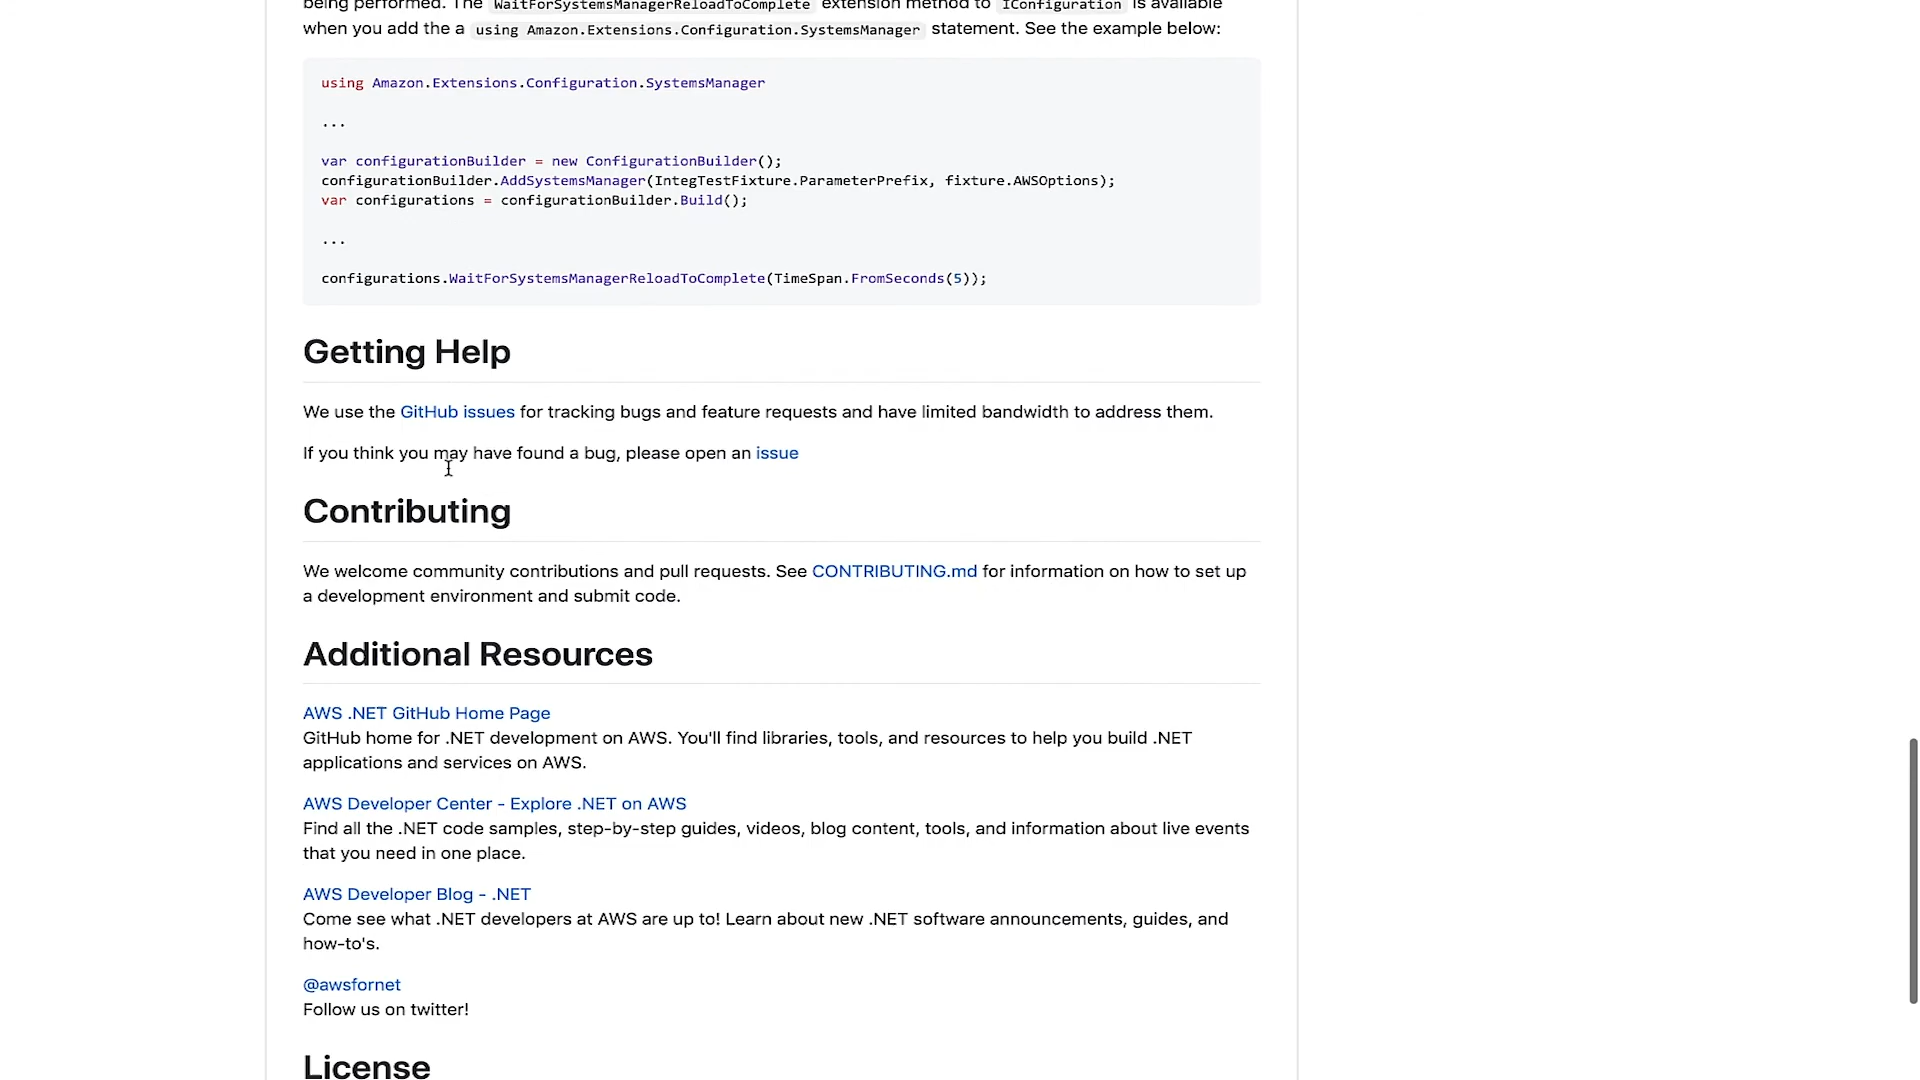 being performed. The WaitForSystemsManagerReloadToComplete extension method to IConfiguration is available
when you add the a using Amazon.Extensions.Configuration.SystemsManager statement. See the example below:
using Amazon.Extensions.Configuration.SystemsManager
...
var configurationBuilder = new ConfigurationBuilder();
configurationBuilder.AddSystemsManager(IntegTestFixture.ParameterPrefix, fixture.AWSOptions);
var configurations = configurationBuilder.Build();
...
configurations.WaitForSystemsManagerReloadToComplete(TimeSpan.FromSeconds(5));
Getting Help
We use the GitHub issues for tracking bugs and feature requests and have limited bandwidth to address them.
If you think you may have found a bug, please open an issue
Contributing
We welcome community contributions and pull requests. See CONTRIBUTING.md for information on how to set up
a development environment and submit code.
Additional Resources
AWS .NET GitHub Home Page
GitHub home for .NET development on AWS. You'll find libraries, tools, and resources to help you build .NET
applications and services on AWS.
AWS Developer Center - Explore .NET on AWS
Find all the .NET code samples, step-by-step guides, videos, blog content, tools, and information about live events
that you need in one place.
AWS Developer Blog - .NET
Come see what .NET developers at AWS are up to! Learn about new .NET software announcements, guides, and
how-to's.
@awsfornet
Follow us on twitter!
License